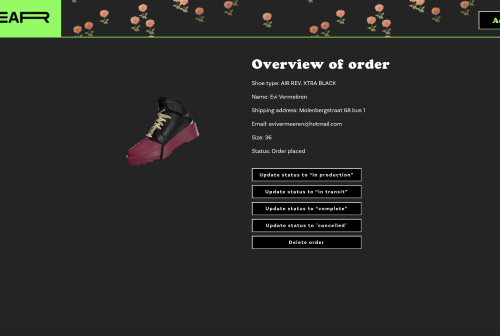 EAR
Overview of order
Shoe type: AIR REV. XTRA BLACK
Name: Evi Vermeêren
Shipping address: Molenbergstraat 68 bus 1
Email: evivermeeren@hotmail.com
Size: 36
Status: Order placed
Update status to "in production"
Update status to "in transit"
Update status to "complete"
Update status to "cancelled"
Delete order